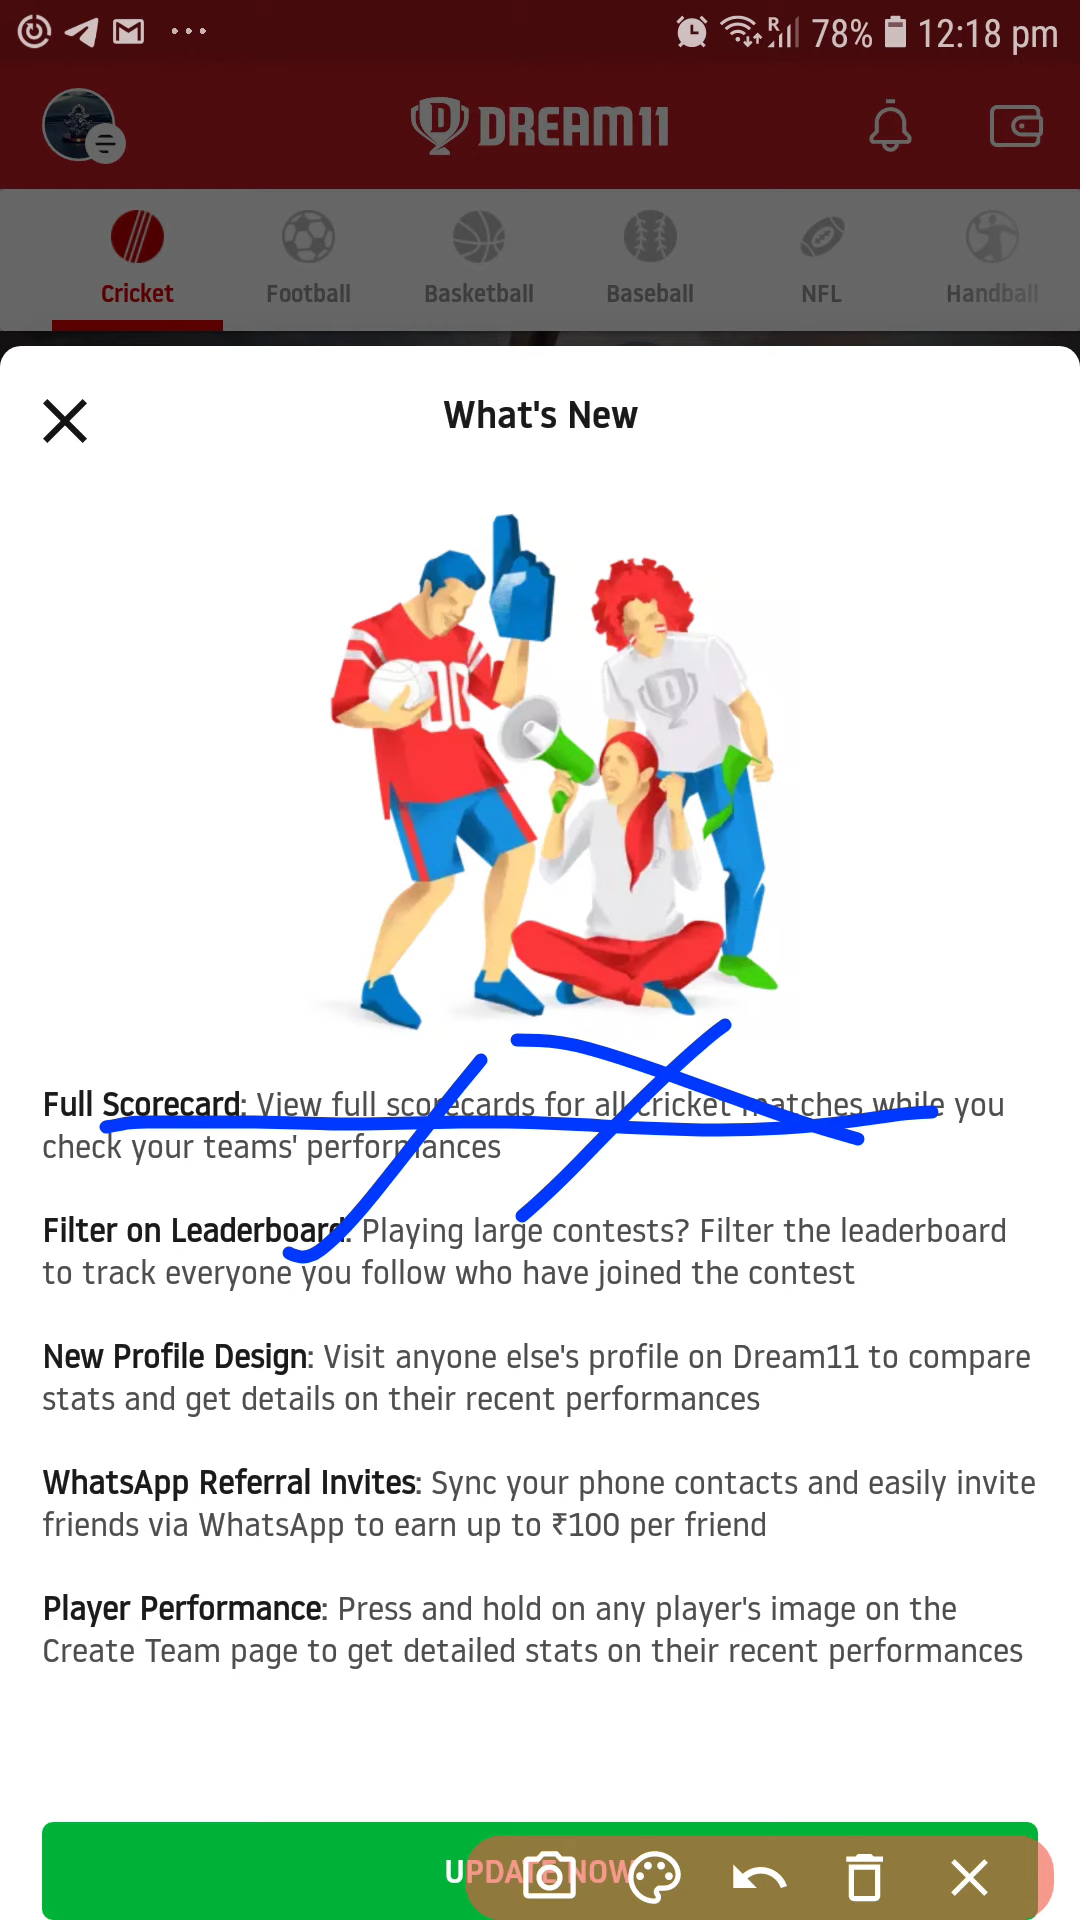 78% 12:18 pm
DREAM11
Cricket Football Basketball Baseball NFL Handball
What's New
Full Scorecard: View full scorecards for all cricket matches while you
check your teams' performances
Filter on Leaderboard: Playing large contests? Filter the leaderboard
to track everyone you follow who have joined the contest
New Profile Design: Visit anyone else's profile on Dream11 to compare
stats and get details on their recent performances
WhatsApp Referral Invites: Sync your phone contacts and easily invite
friends via WhatsApp to earn up to ₹100 per friend
Player Performance: Press and hold on any player's image on the
Create Team page to get detailed stats on their recent performances
UPDATE NOW